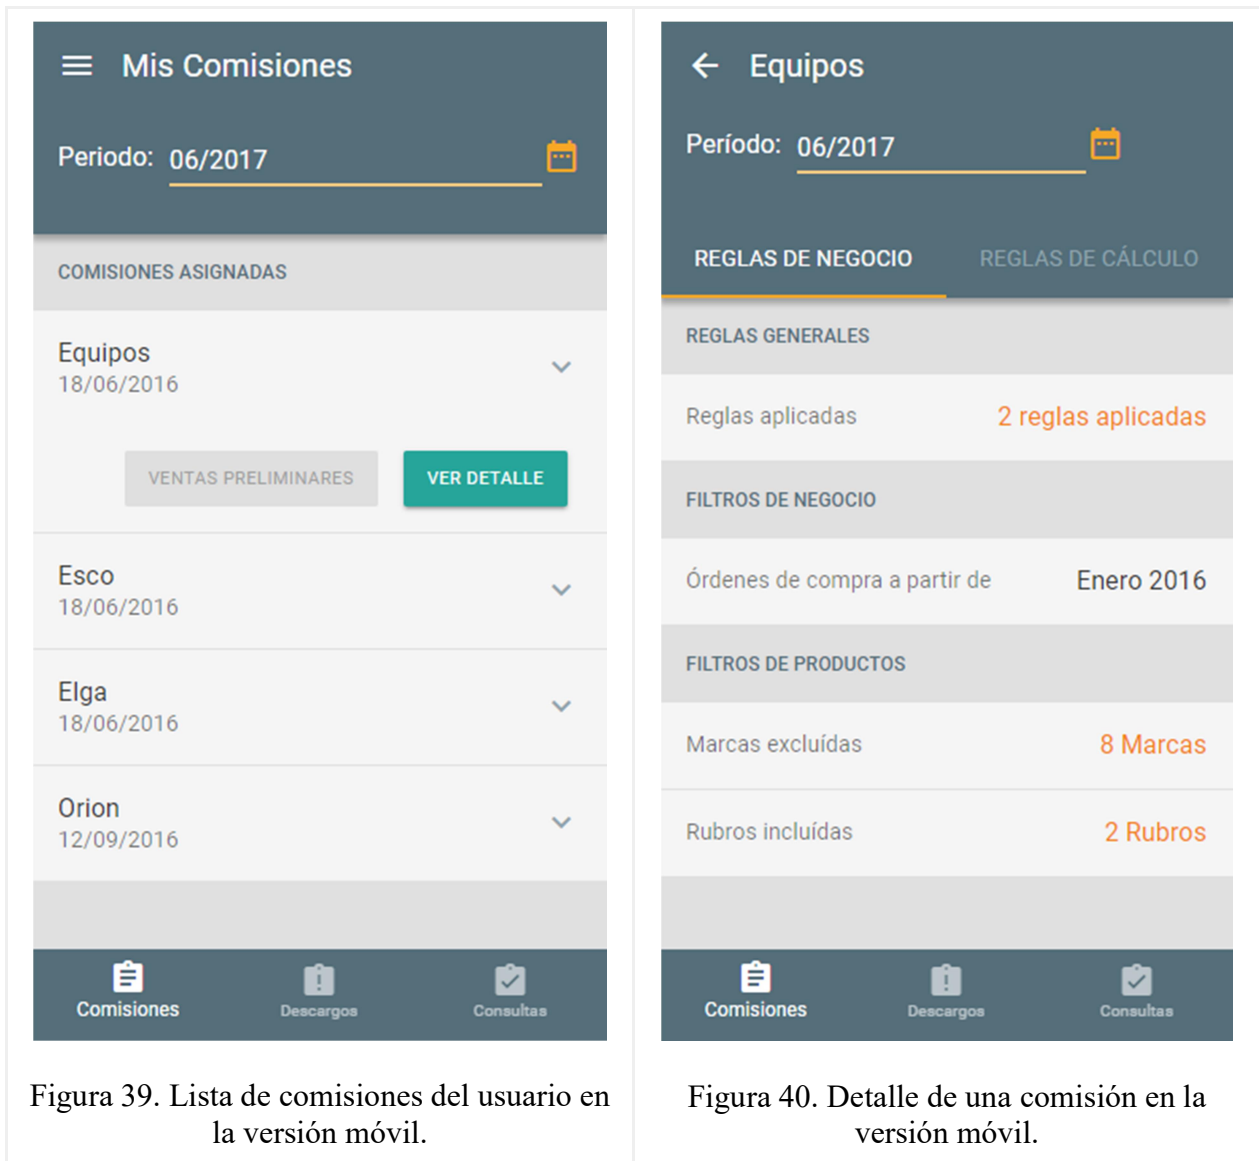 Mis Comisiones
Periodo: 06/2017
COMISIONES ASIGNADAS
Equipos
18/06/2016
VENTAS PRELIMINARES
VER DETALLE
Esco
18/06/2016
Elga
18/06/2016
Orion
12/09/2016
Comisiones
Descargos
Consultas
Figura 39. Lista de comisiones del usuario en
la versión móvil.
Equipos
Período: 06/2017
REGLAS DE NEGOCIO
REGLAS DE CÁLCULO
REGLAS GENERALES
Reglas aplicadas
2 reglas aplicadas
FILTROS DE NEGOCIO
Órdenes de compra a partir de
Enero 2016
FILTROS DE PRODUCTOS
Marcas excluídas
8 Marcas
Rubros incluídas
2 Rubros
Comisiones
Descargos
Consultas
Figura 40. Detalle de una comisión en la
versión móvil.